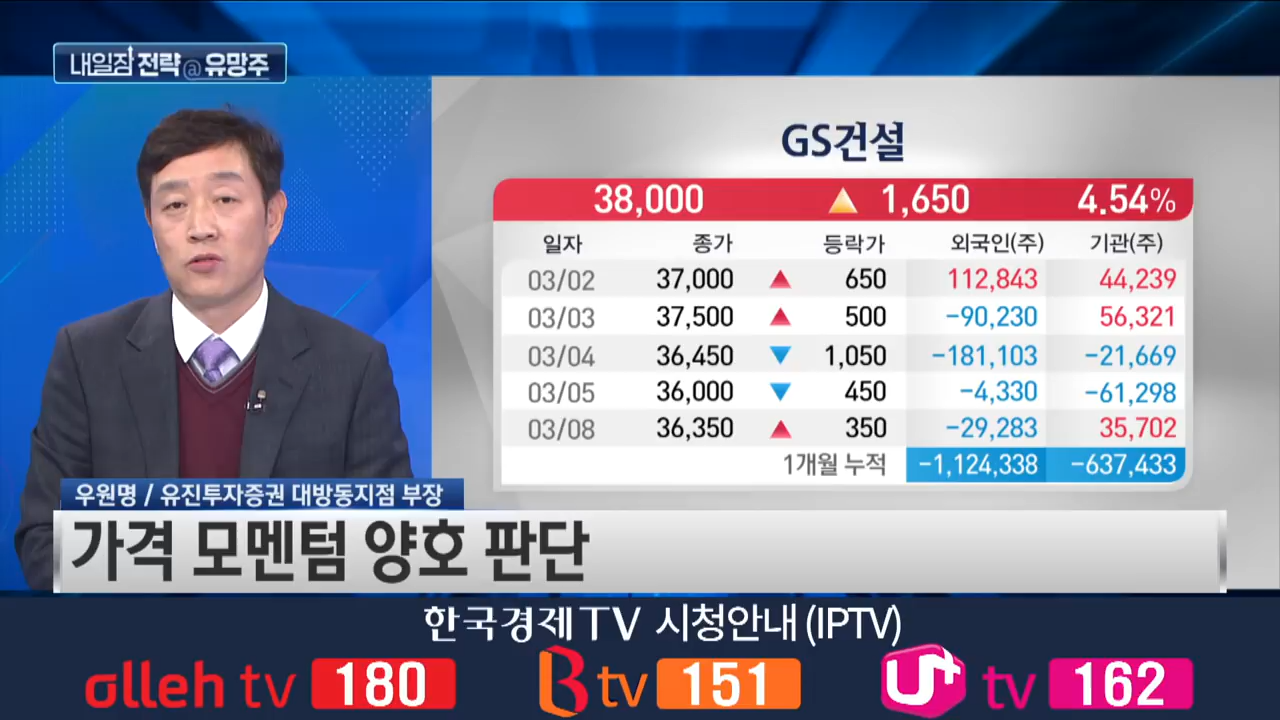 내일장 전략@유망주
GS건설
38,000 ▲ 1,650 4.54%
일자 종가 등락가 외국인(주) 기관(주)
03/02 37,000 ▲ 650 112,843 44,239
03/03 37,500 ▲ 500 -90,230 56,321
03/04 36,450 ▼ 1,050 -181,103 -21,669
03/05 36,000 ▼ 450 -4,330 -61,298
03/08 36,350 ▲ 350 -29,283 35,702
1개월 누적 -1,124,338 -637,433
우원명 / 유진투자증권 대방동지점 부장
가격 모멘텀 양호 판단
한국경제TV 시청안내 (IPTV)
olleh tv 180 B tv 151 U+ tv 162